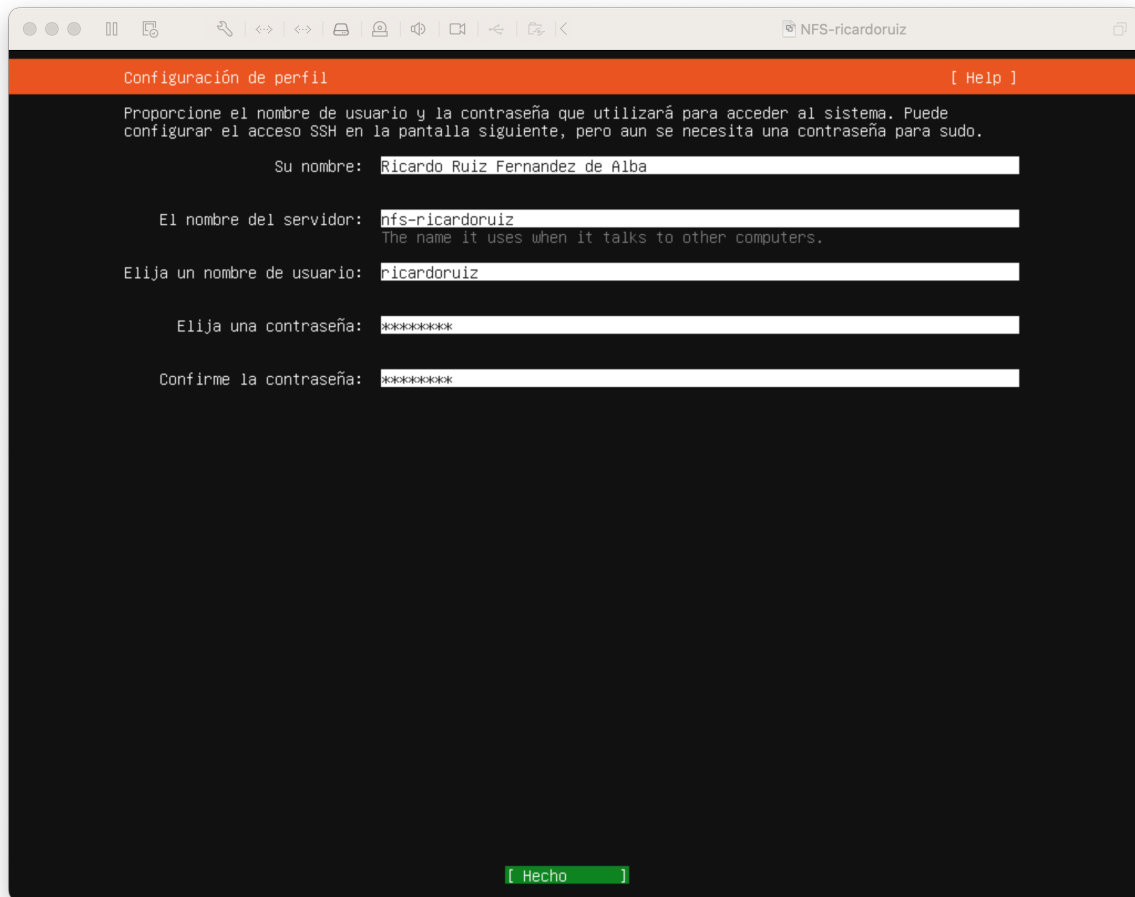 NFS-ricardoruiz
Configuración de perfil [ Help ]
Proporcione el nombre de usuario y la contraseña que utilizará para acceder al sistema. Puede
configurar el acceso SSH en la pantalla siguiente, pero aun se necesita una contraseña para sudo.
Su nombre: Ricardo Ruiz Fernandez de Alba
El nombre del servidor: nfs-ricardoruiz
The name it uses when it talks to other computers.
Elija un nombre de usuario: ricardoruiz
Elija una contraseña: ********
Confirme la contraseña: ********
[ Hecho ]